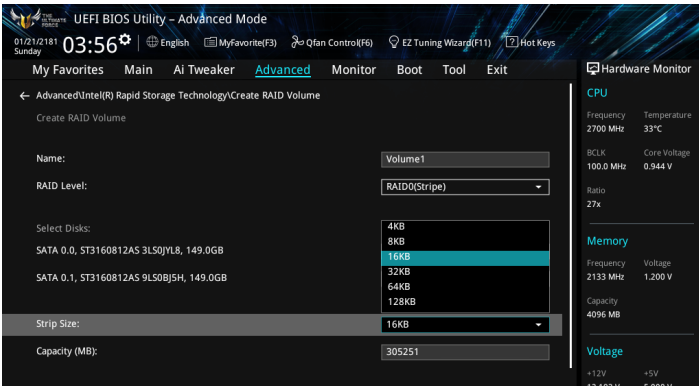 THE ULTIMATE FORCE UEFI BIOS Utility – Advanced Mode
01/21/2181 Sunday 03:56 English MyFavorite(F3) Qfan Control(F6) EZ Tuning Wizard(F11) ? Hot Keys
My Favorites Main Ai Tweaker Advanced Monitor Boot Tool Exit
← Advanced\Intel(R) Rapid Storage Technology\Create RAID Volume
Create RAID Volume
Name: Volume1
RAID Level: RAID0(Stripe)
Select Disks:
SATA 0.0, ST3160812AS 3LS0JYL8, 149.0GB
SATA 0.1, ST3160812AS 9LS0BJ5H, 149.0GB
4KB
8KB
16KB
32KB
64KB
128KB
Strip Size: 16KB
Capacity (MB): 305251
Hardware Monitor
CPU
Frequency Temperature
2700 MHz 33°C
BCLK Core Voltage
100.0 MHz 0.944 V
Ratio
27x
Memory
Frequency Voltage
2133 MHz 1.200 V
Capacity
4096 MB
Voltage
+12V +5V